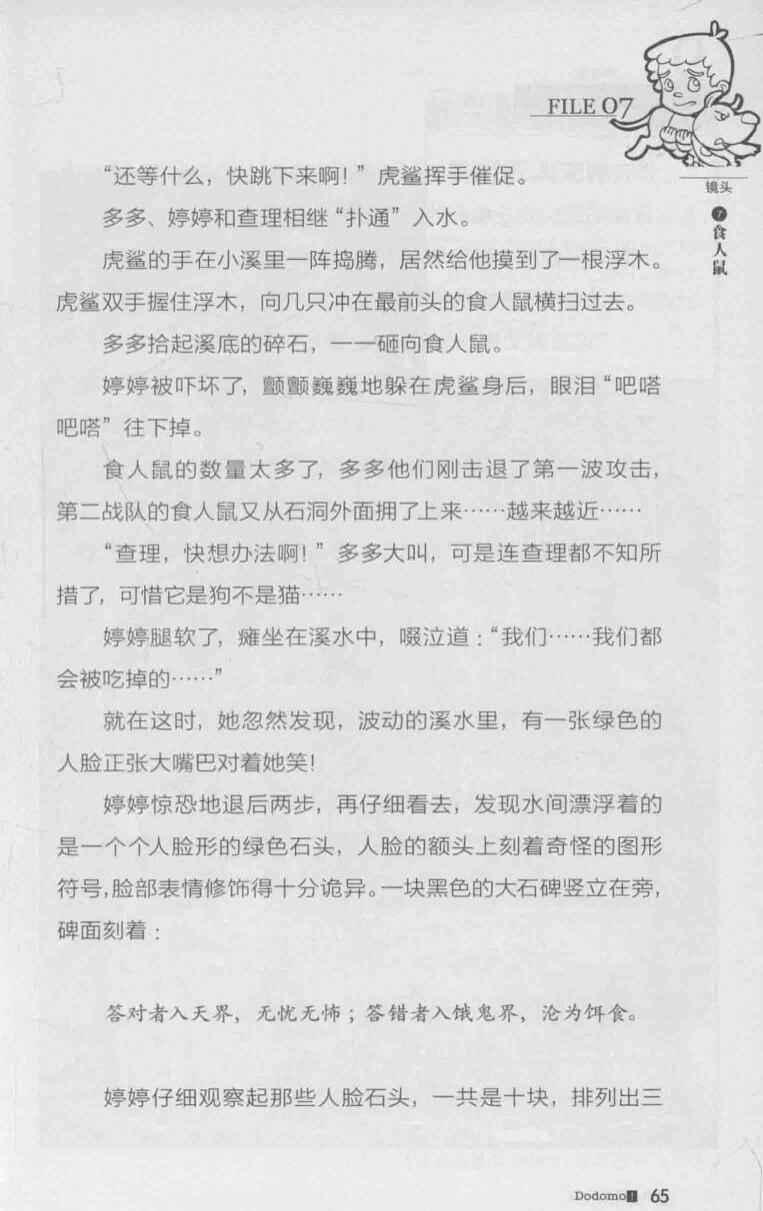 FILE 07
镜头
7
食人鼠
“还等什么，快跳下来啊！”虎鲨挥手催促。
多多、婷婷和查理相继“扑通”入水。
虎鲨的手在小溪里一阵捣腾，居然给他摸到了一根浮木。
虎鲨双手握住浮木，向几只冲在最前头的食人鼠横扫过去。
多多拾起溪底的碎石，一一砸向食人鼠。
婷婷被吓坏了，颤颤巍巍地躲在虎鲨身后，眼泪“吧嗒
吧嗒”往下掉。
食人鼠的数量太多了，多多他们刚击退了第一波攻击，
第二战队的食人鼠又从石洞外面拥了上来……越来越近……
“查理，快想办法啊！”多多大叫，可是连查理都不知所
措了，可惜它是狗不是猫……
婷婷腿软了，瘫坐在溪水中，啜泣道：“我们……我们都
会被吃掉的……”
就在这时，她忽然发现，波动的溪水里，有一张绿色的
人脸正张大嘴巴对着她笑！
婷婷惊恐地退后两步，再仔细看去，发现水间漂浮着的
是一个个人脸形的绿色石头，人脸的额头上刻着奇怪的图形
符号，脸部表情修饰得十分诡异。一块黑色的大石碑竖立在旁，
碑面刻着：
答对者入天界，无忧无怖；答错者入饿鬼界，沦为饵食。
婷婷仔细观察起那些人脸石头，一共是十块，排列出三
Dodomo! 65